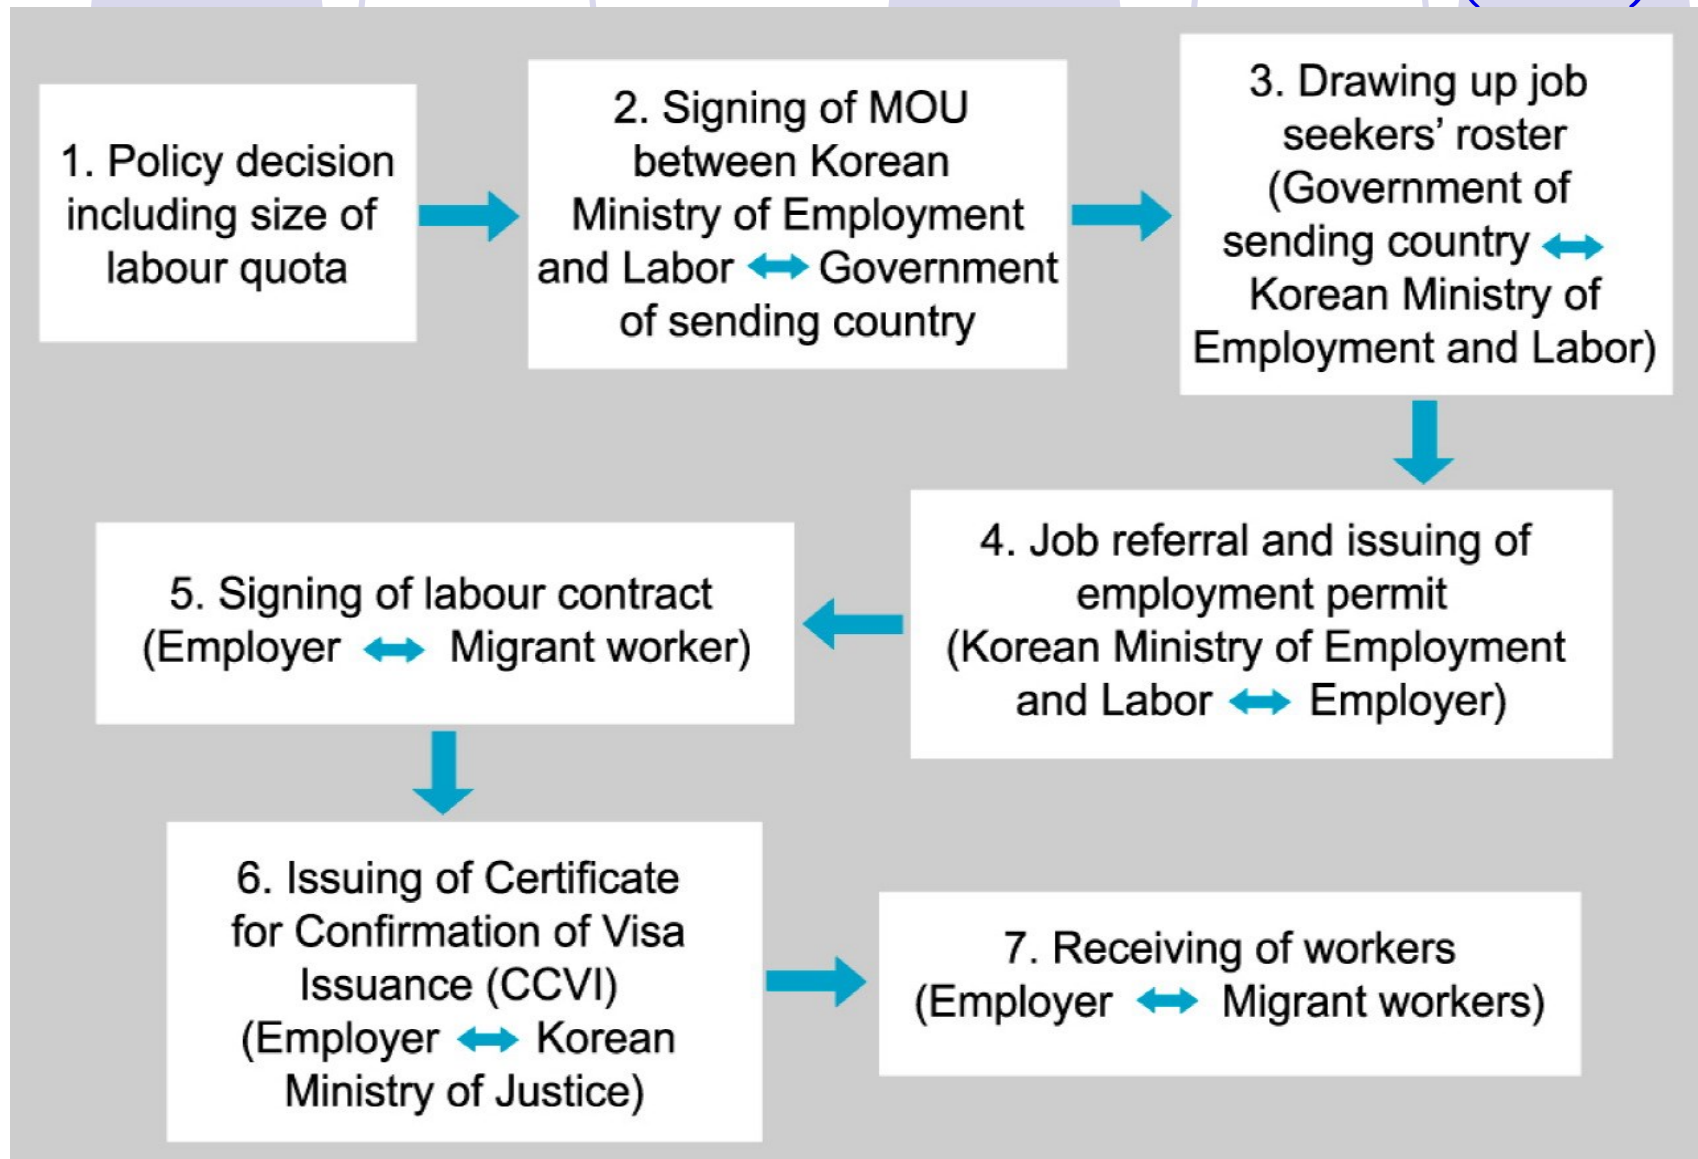 1. Policy decision
including size of
labour quota
2. Signing of MOU
between Korean
Ministry of Employment
and Labor ↔ Government
of sending country
3. Drawing up job
seekers’ roster
(Government of
sending country ↔
Korean Ministry of
Employment and Labor)
4. Job referral and issuing of
employment permit
(Korean Ministry of Employment
and Labor ↔ Employer)
5. Signing of labour contract
(Employer ↔ Migrant worker)
6. Issuing of Certificate
for Confirmation of Visa
Issuance (CCVI)
(Employer ↔ Korean
Ministry of Justice)
7. Receiving of workers
(Employer ↔ Migrant workers)